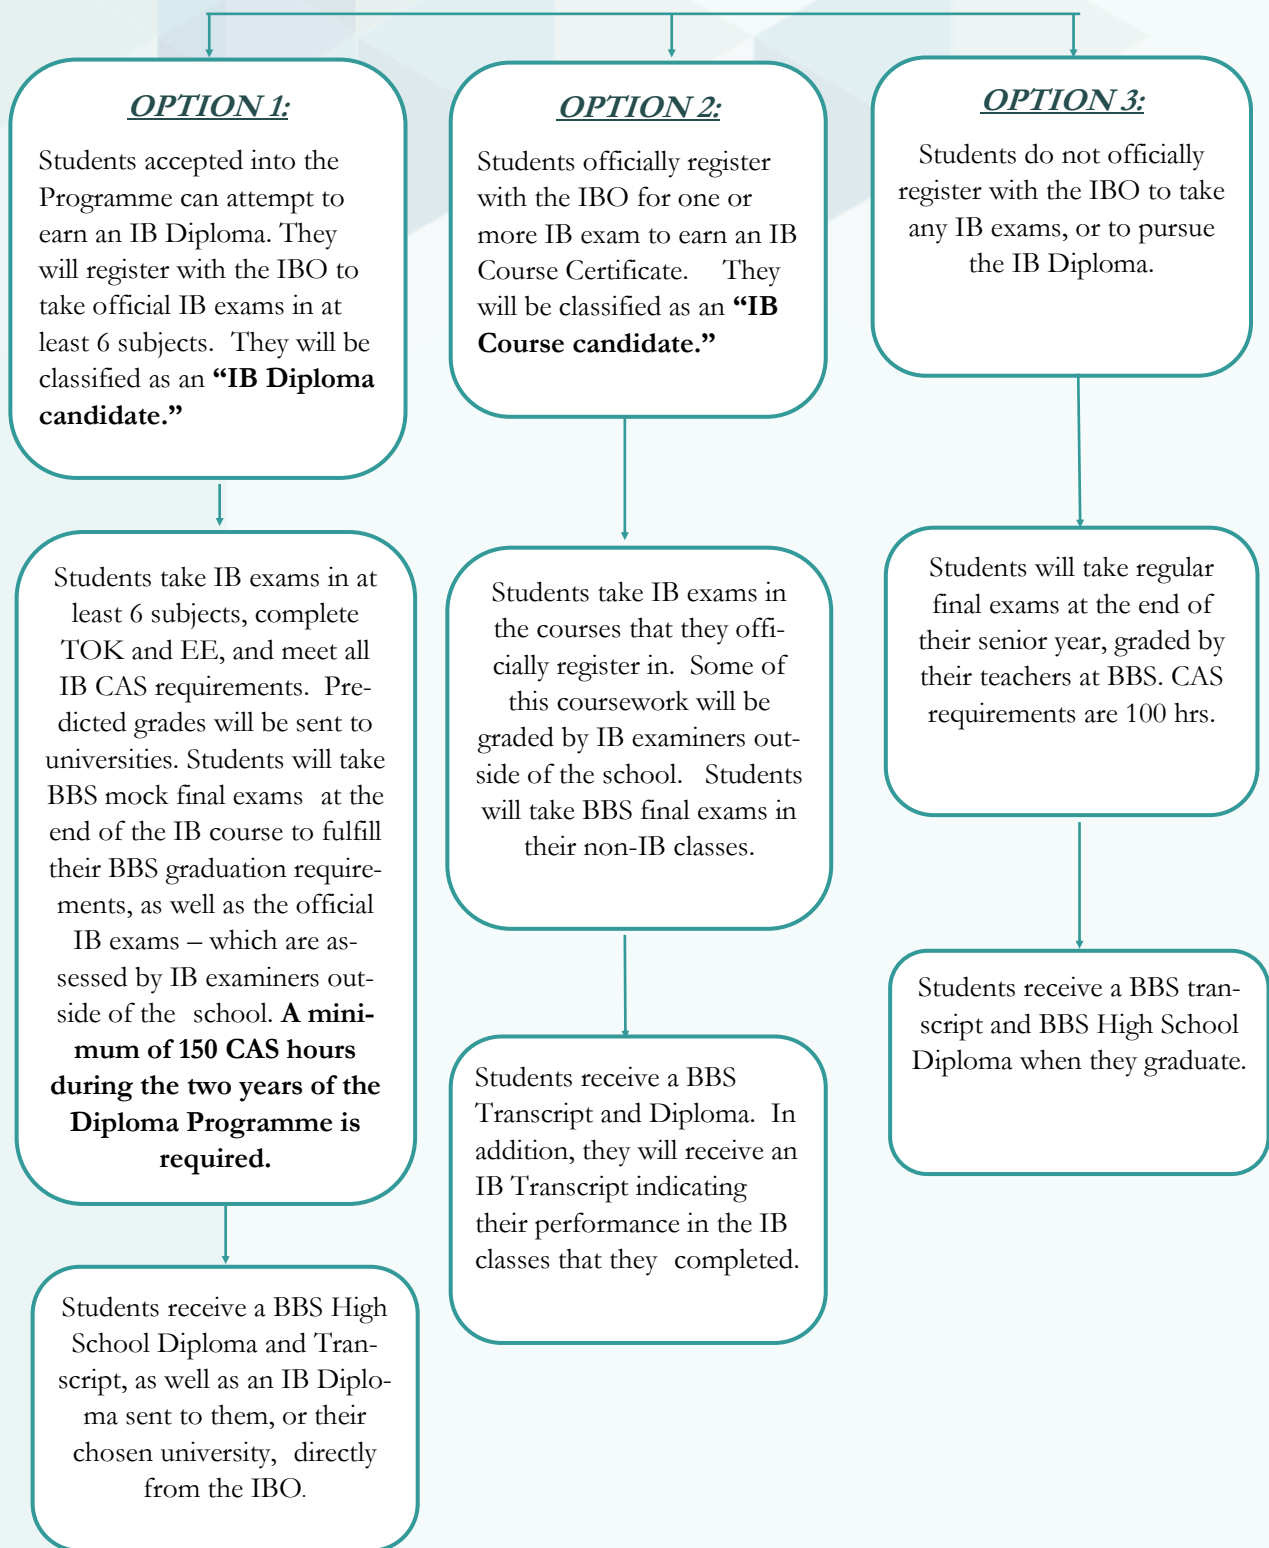 OPTION 1:
Students accepted into the
Programme can attempt to
earn an IB Diploma. They
will register with the IBO to
take official IB exams in at
least 6 subjects. They will be
classified as an “IB Diploma
candidate.”
Students take IB exams in at
least 6 subjects, complete
TOK and EE, and meet all
IB CAS requirements. Pre-
dicted grades will be sent to
universities. Students will take
BBS mock final exams at the
end of the IB course to fulfill
their BBS graduation require-
ments, as well as the official
IB exams – which are as-
sessed by IB examiners out-
side of the school. A mini-
mum of 150 CAS hours
during the two years of the
Diploma Programme is
required.
Students receive a BBS High
School Diploma and Tran-
script, as well as an IB Diplo-
ma sent to them, or their
chosen university, directly
from the IBO.
OPTION 2:
Students officially register
with the IBO for one or
more IB exam to earn an IB
Course Certificate. They
will be classified as an “IB
Course candidate.”
Students take IB exams in
the courses that they offi-
cially register in. Some of
this coursework will be
graded by IB examiners out-
side of the school. Students
will take BBS final exams in
their non-IB classes.
Students receive a BBS
Transcript and Diploma. In
addition, they will receive an
IB Transcript indicating
their performance in the IB
classes that they completed.
OPTION 3:
Students do not officially
register with the IBO to take
any IB exams, or to pursue
the IB Diploma.
Students will take regular
final exams at the end of
their senior year, graded by
their teachers at BBS. CAS
requirements are 100 hrs.
Students receive a BBS tran-
script and BBS High School
Diploma when they graduate.